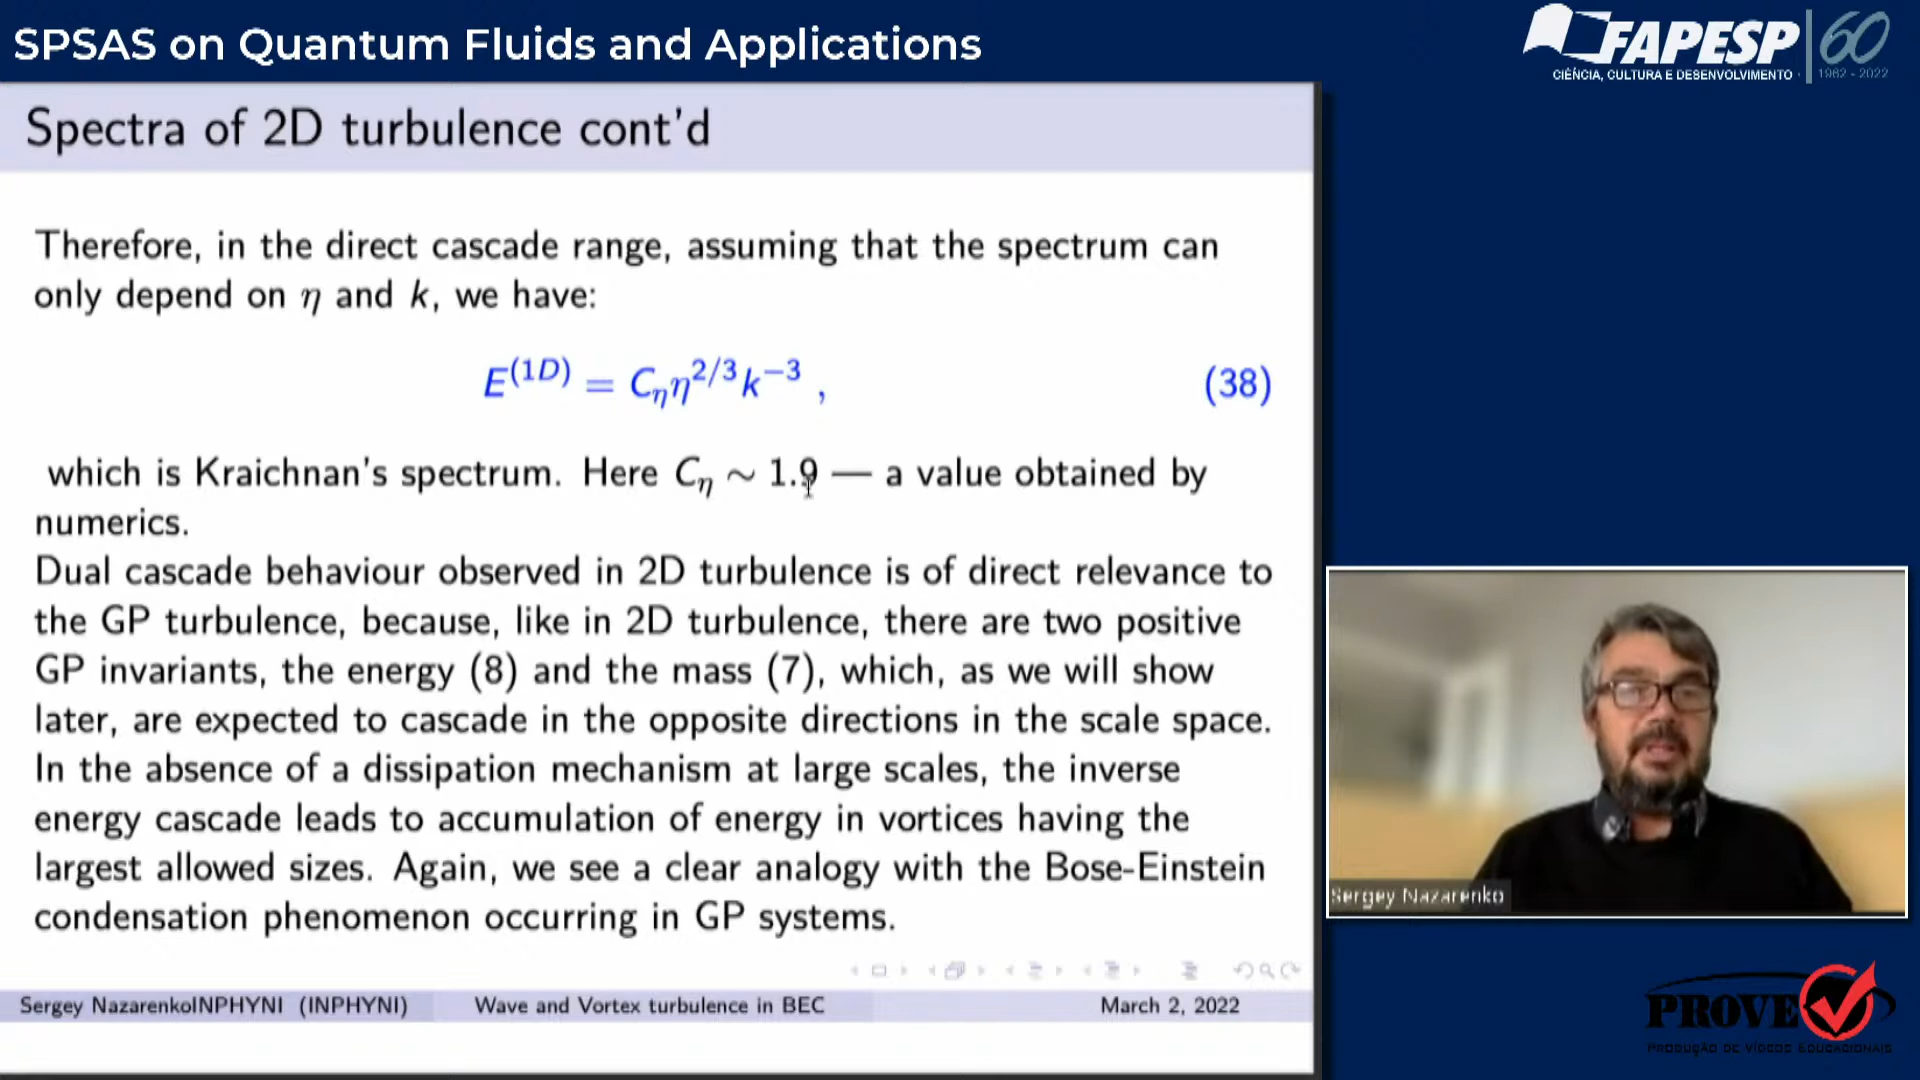 SPSAS on Quantum Fluids and Applications
FAPESP 60
CIÊNCIA, CULTURA E DESENVOLVIMENTO 1962 - 2022
Spectra of 2D turbulence cont'd
Therefore, in the direct cascade range, assuming that the spectrum can
only depend on η and k, we have:
E^(1D) = C_η η^2/3 k^−3 , (38)
which is Kraichnan's spectrum. Here C_η ∼ 1.9 — a value obtained by
numerics.
Dual cascade behaviour observed in 2D turbulence is of direct relevance to
the GP turbulence, because, like in 2D turbulence, there are two positive
GP invariants, the energy (8) and the mass (7), which, as we will show
later, are expected to cascade in the opposite directions in the scale space.
In the absence of a dissipation mechanism at large scales, the inverse
energy cascade leads to accumulation of energy in vortices having the
largest allowed sizes. Again, we see a clear analogy with the Bose-Einstein
condensation phenomenon occurring in GP systems.
Sergey NazarenkoINPHYNI (INPHYNI) Wave and Vortex turbulence in BEC March 2, 2022
Sergey Nazarenko
PROVE
PRODUÇÃO DE VÍDEOS EDUCACIONAIS